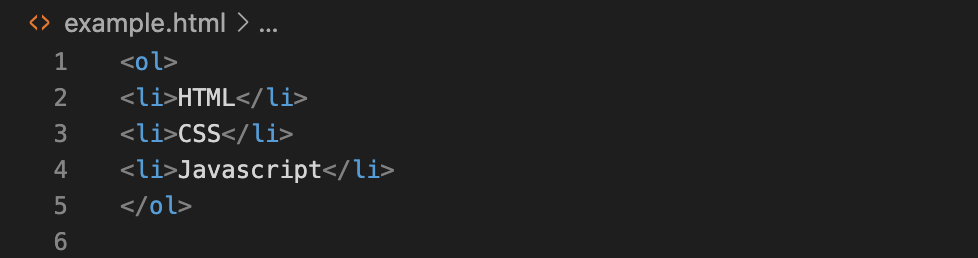 <> example.html > ...
1 <ol>
2 <li>HTML</li>
3 <li>CSS</li>
4 <li>Javascript</li>
5 </ol>
6